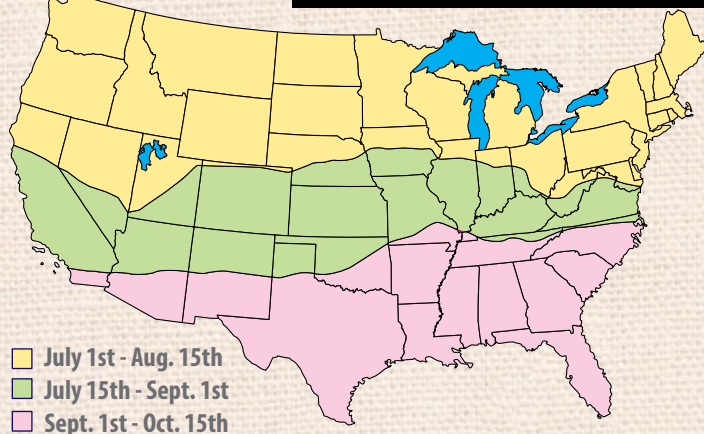 July 1st - Aug. 15th
July 15th - Sept. 1st
Sept. 1st - Oct. 15th